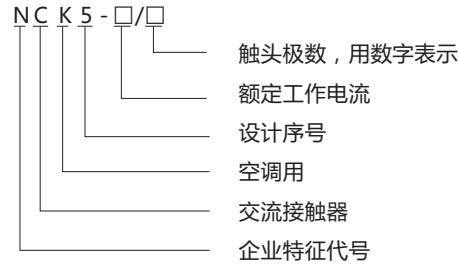 NCK5-□/□
触头极数，用数字表示
额定工作电流
设计序号
空调用
交流接触器
企业特征代号